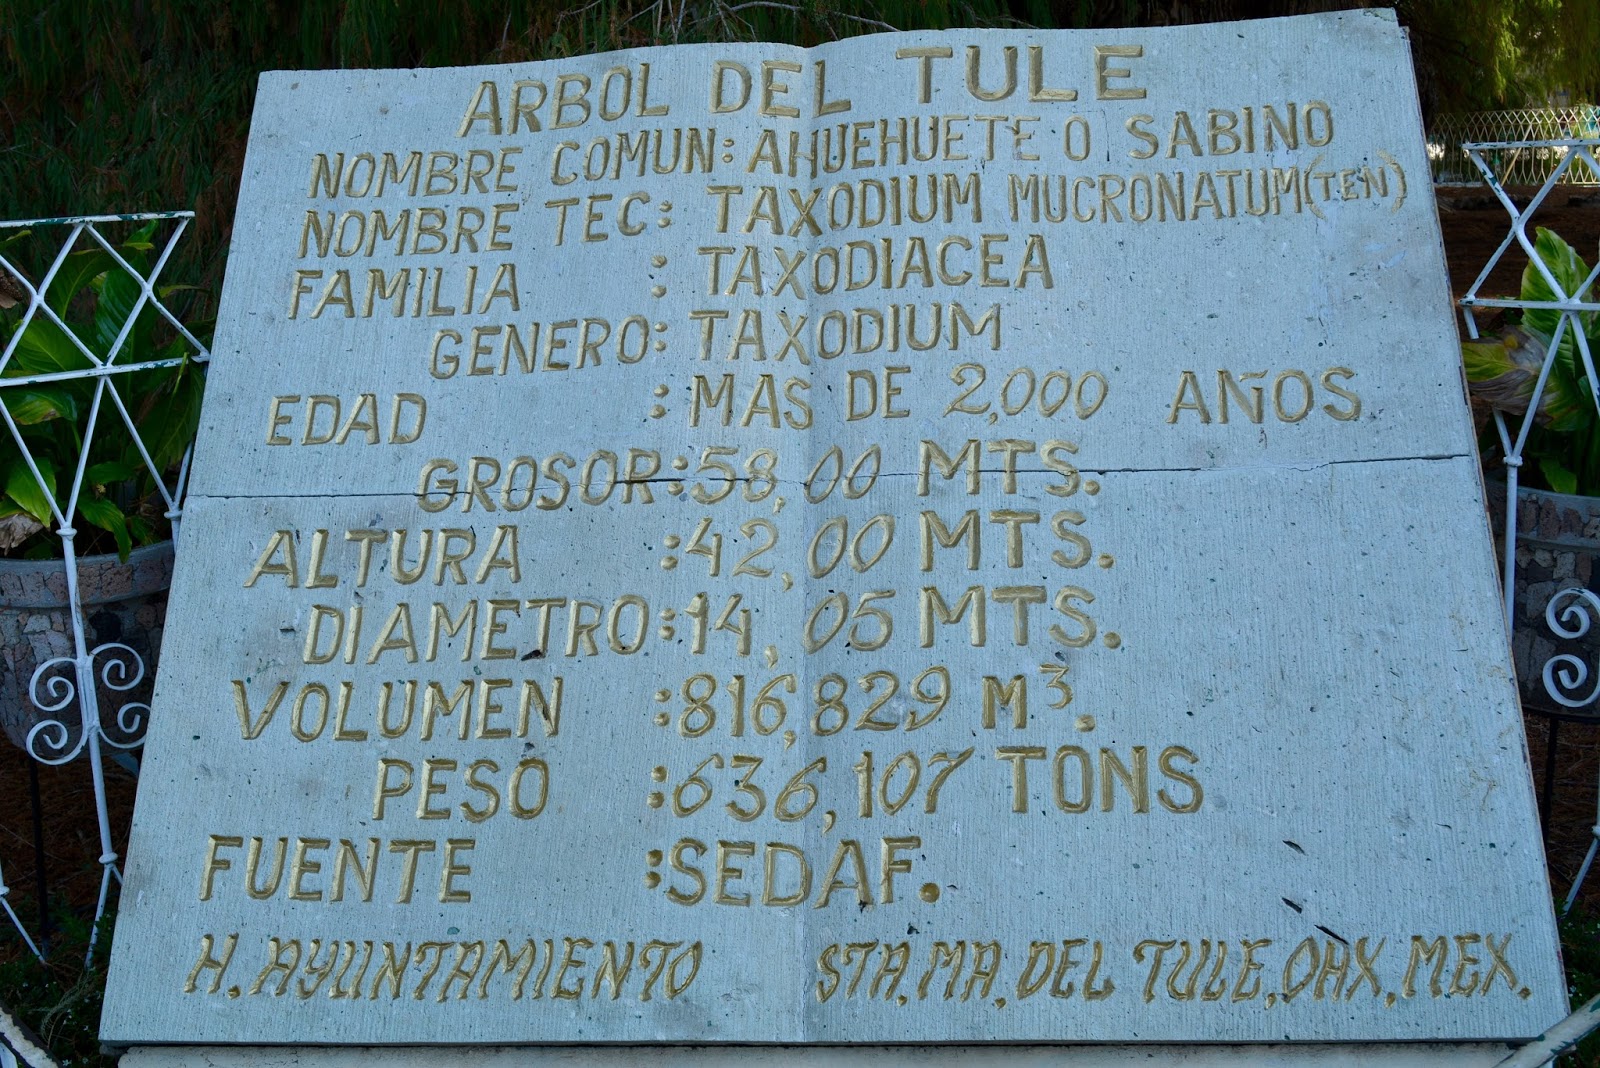 ARBOL DEL TULE
NOMBRE COMUN: AHUEHUETE O SABINO
NOMBRE TEC: TAXODIUM MUCRONATUM(TEN)
FAMILIA : TAXODIACEA
GENERO: TAXODIUM
EDAD : MAS DE 2,000 AÑOS
GROSOR: 58,00 MTS.
ALTURA : 42,00 MTS.
DIAMETRO: 14,05 MTS.
VOLUMEN : 816,829 M³.
PESO : 636,107 TONS
FUENTE : SEDAF.
H. AYUNTAMIENTO STA. MA. DEL TULE, OAX. MEX.